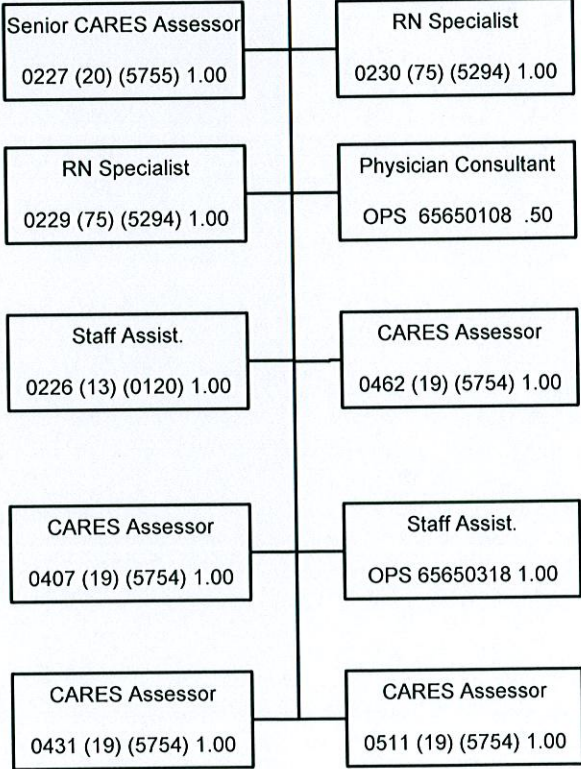 Senior CARES Assessor
0227 (20) (5755) 1.00
RN Specialist
0230 (75) (5294) 1.00
RN Specialist
0229 (75) (5294) 1.00
Physician Consultant
OPS 65650108 .50
Staff Assist.
0226 (13) (0120) 1.00
CARES Assessor
0462 (19) (5754) 1.00
CARES Assessor
0407 (19) (5754) 1.00
Staff Assist.
OPS 65650318 1.00
CARES Assessor
0431 (19) (5754) 1.00
CARES Assessor
0511 (19) (5754) 1.00